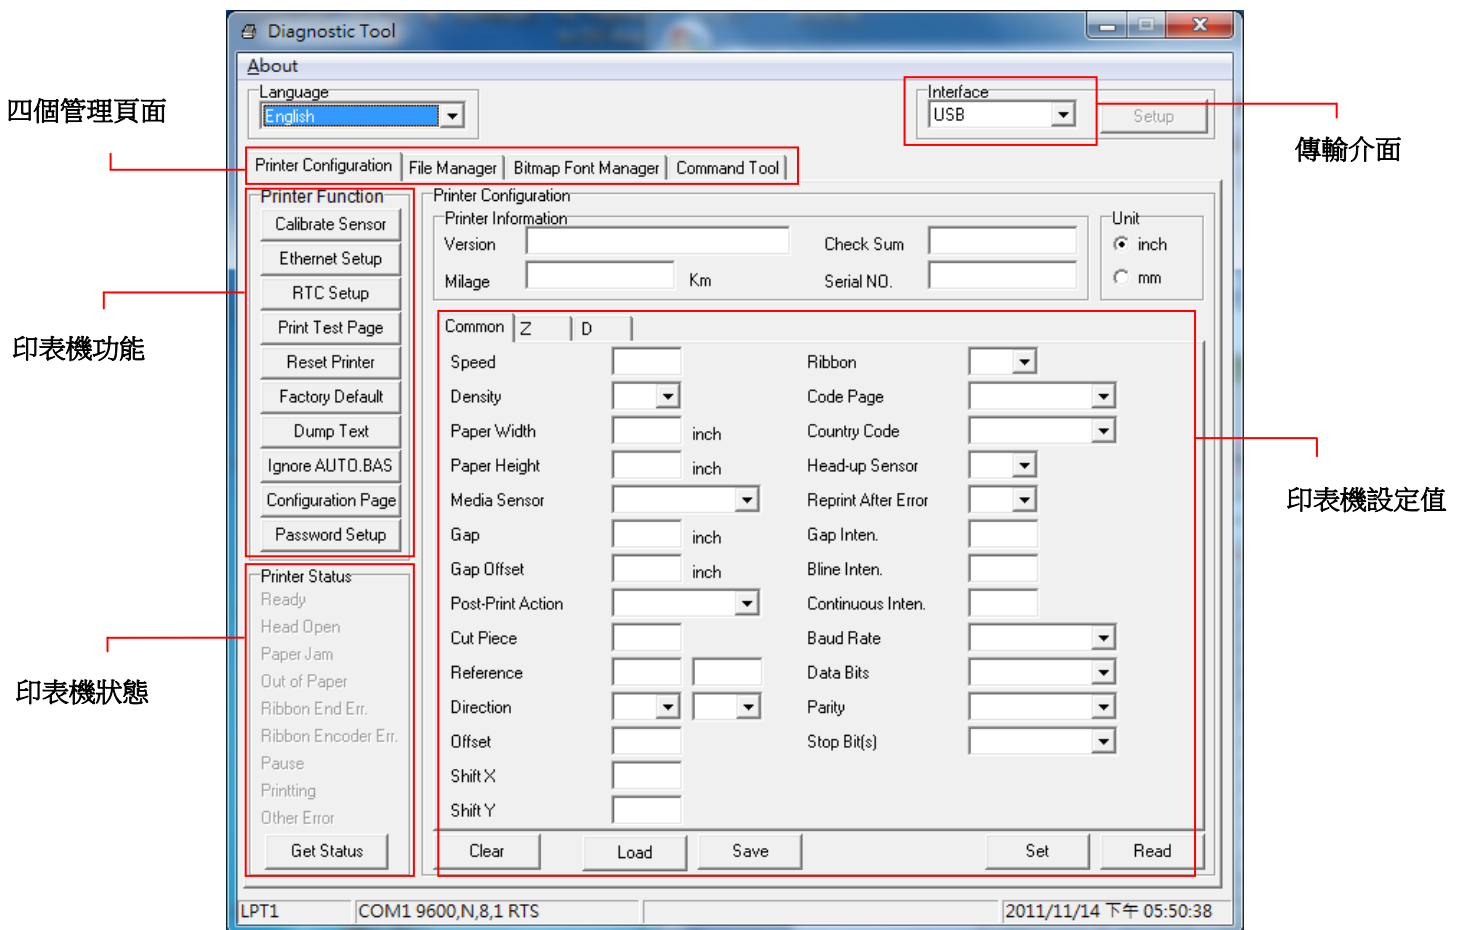 Diagnostic Tool
About
Language
English
Interface
USB
Setup
四個管理頁面
傳輸介面
Printer Configuration
File Manager
Bitmap Font Manager
Command Tool
Printer Function
Calibrate Sensor
Ethernet Setup
RTC Setup
Print Test Page
Reset Printer
Factory Default
Dump Text
Ignore AUTO.BAS
Configuration Page
Password Setup
印表機功能
Printer Status
Ready
Head Open
Paper Jam
Out of Paper
Ribbon End Err.
Ribbon Encoder Err.
Pause
Printting
Other Error
Get Status
印表機狀態
Printer Configuration
Printer Information
Version
Check Sum
Milage
Km
Serial NO.
Unit
inch
mm
Common
Z
D
Speed
Density
Paper Width
inch
Paper Height
inch
Media Sensor
Gap
inch
Gap Offset
inch
Post-Print Action
Cut Piece
Reference
Direction
Offset
Shift X
Shift Y
Ribbon
Code Page
Country Code
Head-up Sensor
Reprint After Error
Gap Inten.
Bline Inten.
Continuous Inten.
Baud Rate
Data Bits
Parity
Stop Bit(s)
印表機設定值
Clear
Load
Save
Set
Read
LPT1
COM1 9600,N,8,1 RTS
2011/11/14 下午 05:50:38